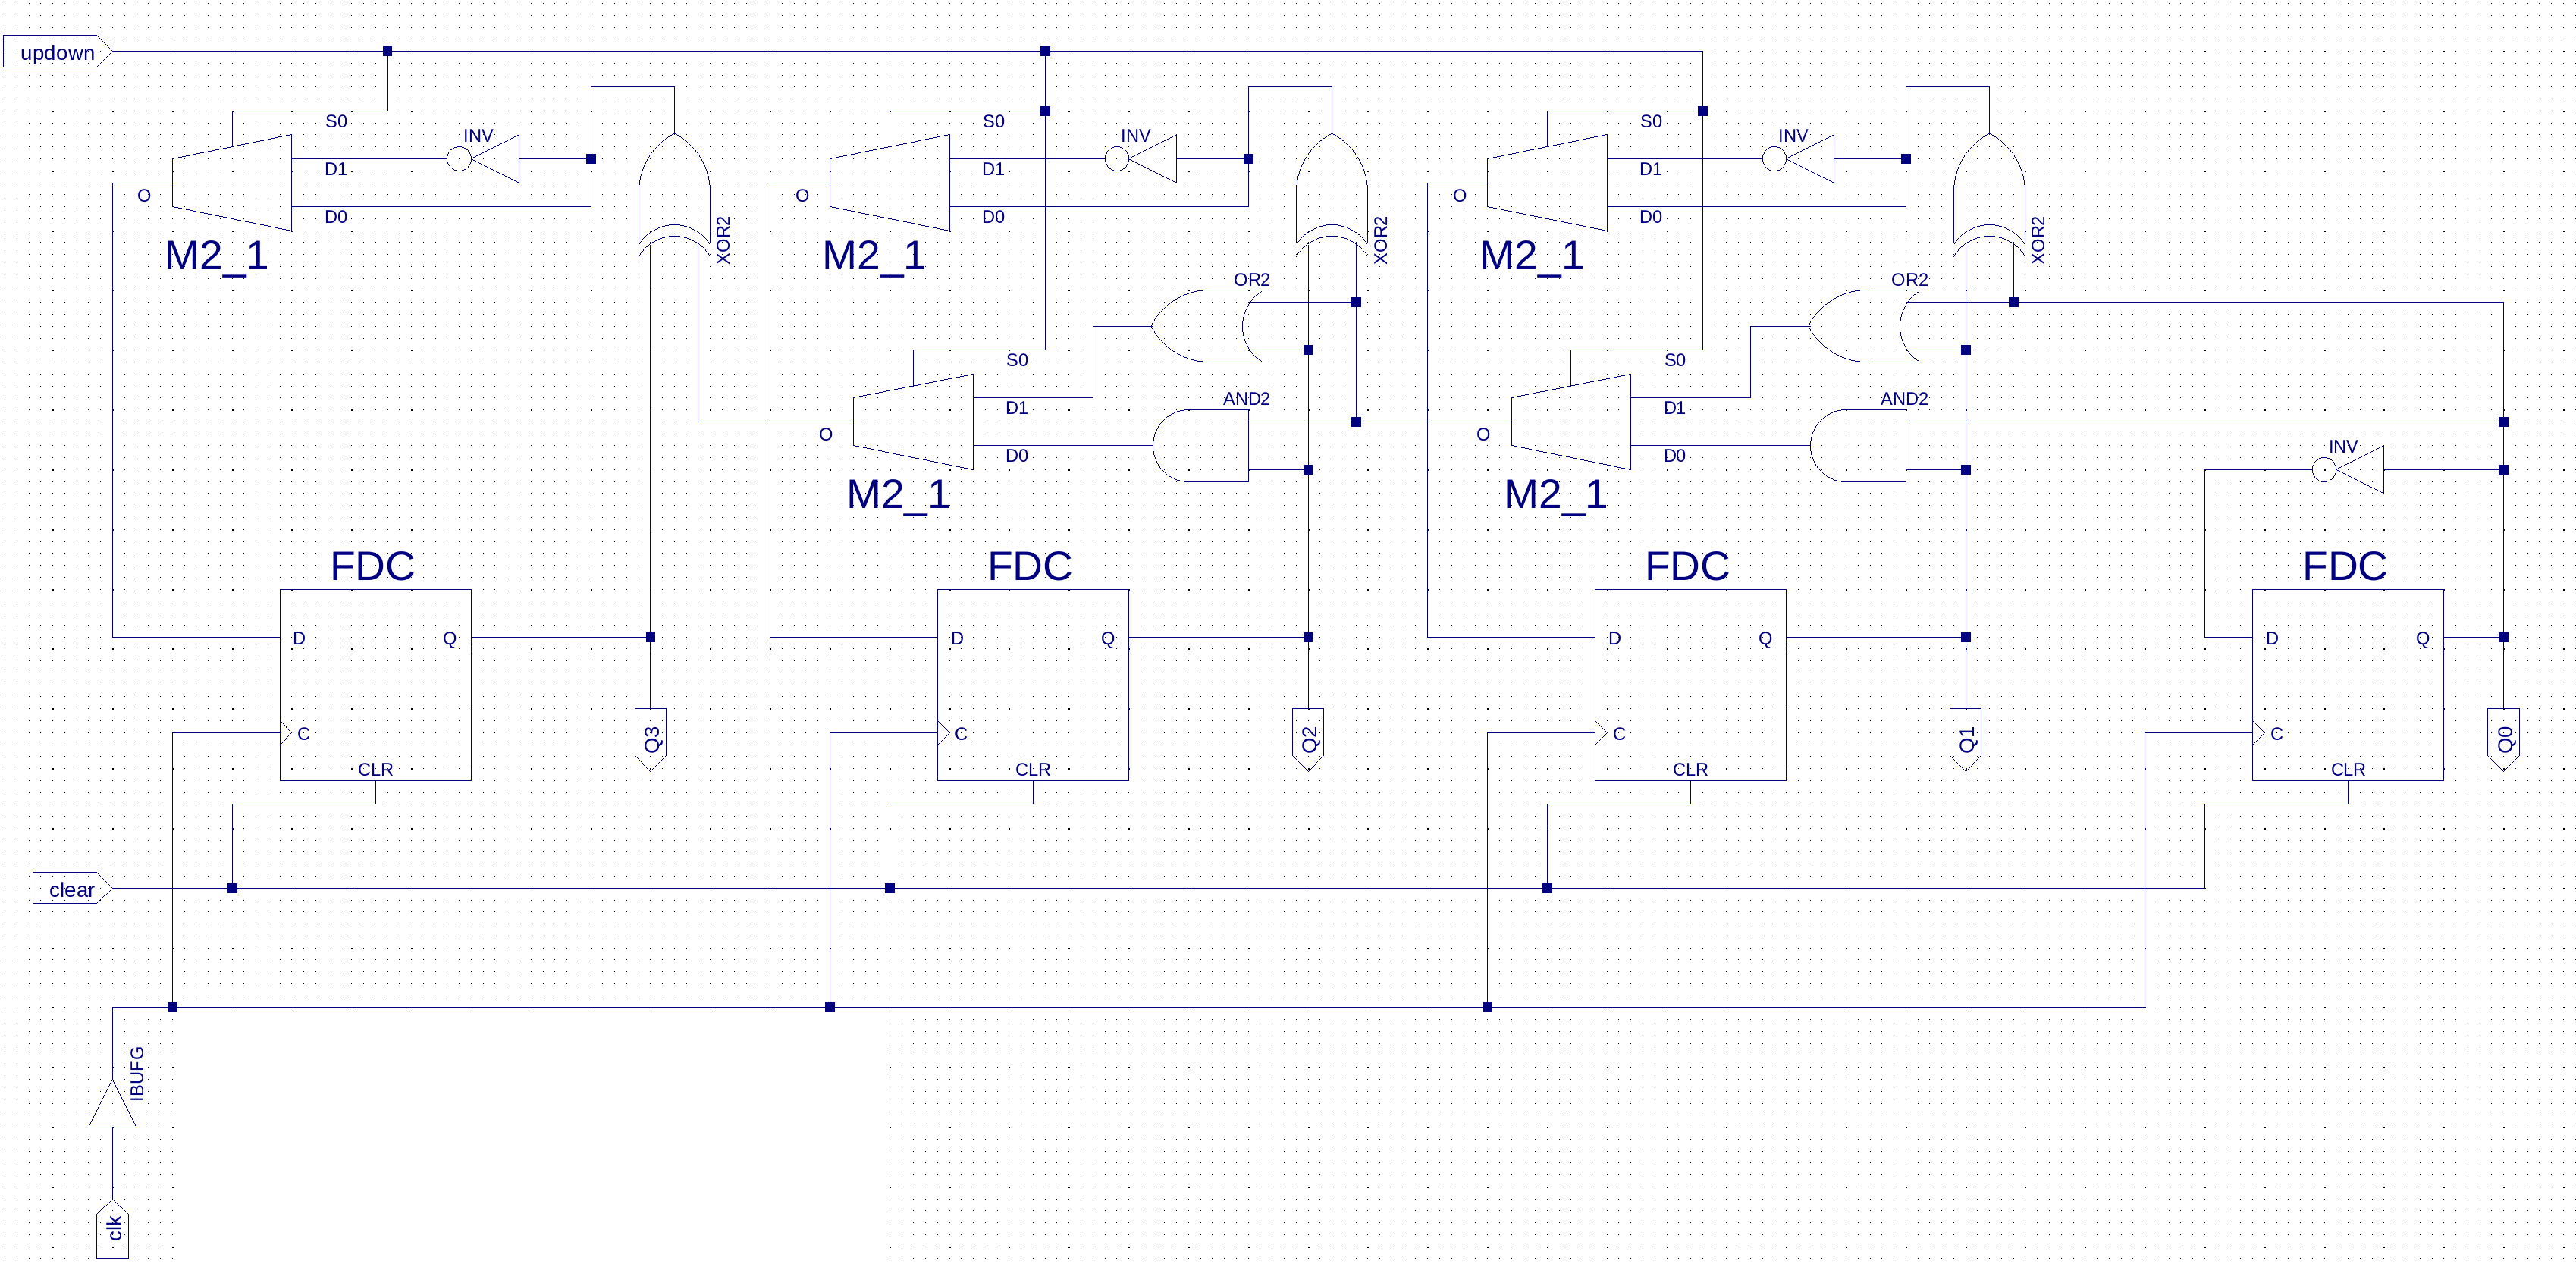 updown
S0
INV
D1
O
D0
M2_1
XOR2
S0
INV
D1
O
D0
M2_1
XOR2
S0
INV
D1
O
D0
M2_1
XOR2
OR2
S0
D1
AND2
O
D0
M2_1
OR2
S0
D1
AND2
O
D0
M2_1
INV
FDC
D
Q
C
CLR
Q3
FDC
D
Q
C
CLR
Q2
FDC
D
Q
C
CLR
Q1
FDC
D
Q
C
CLR
Q0
clear
IBUFG
clk